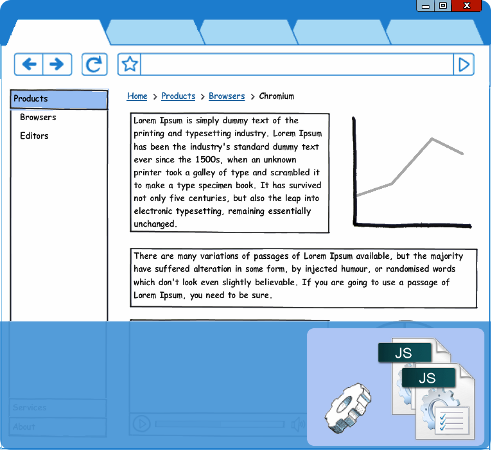 Products
Browsers
Editors
Home > Products > Browsers > Chromium
Lorem Ipsum is simply dummy text of the
printing and typesetting industry. Lorem Ipsum
has been the industry's standard dummy text
ever since the 1500s, when an unknown
printer took a galley of type and scrambled it
to make a type specimen book. It has survived
not only five centuries, but also the leap into
electronic typesetting, remaining essentially
unchanged.
There are many variations of passages of Lorem Ipsum available, but the majority
have suffered alteration in some form, by injected humour, or randomised words
which don't look even slightly believable. If you are going to use a passage of
Lorem Ipsum, you need to be sure.
Services
About
JS
JS